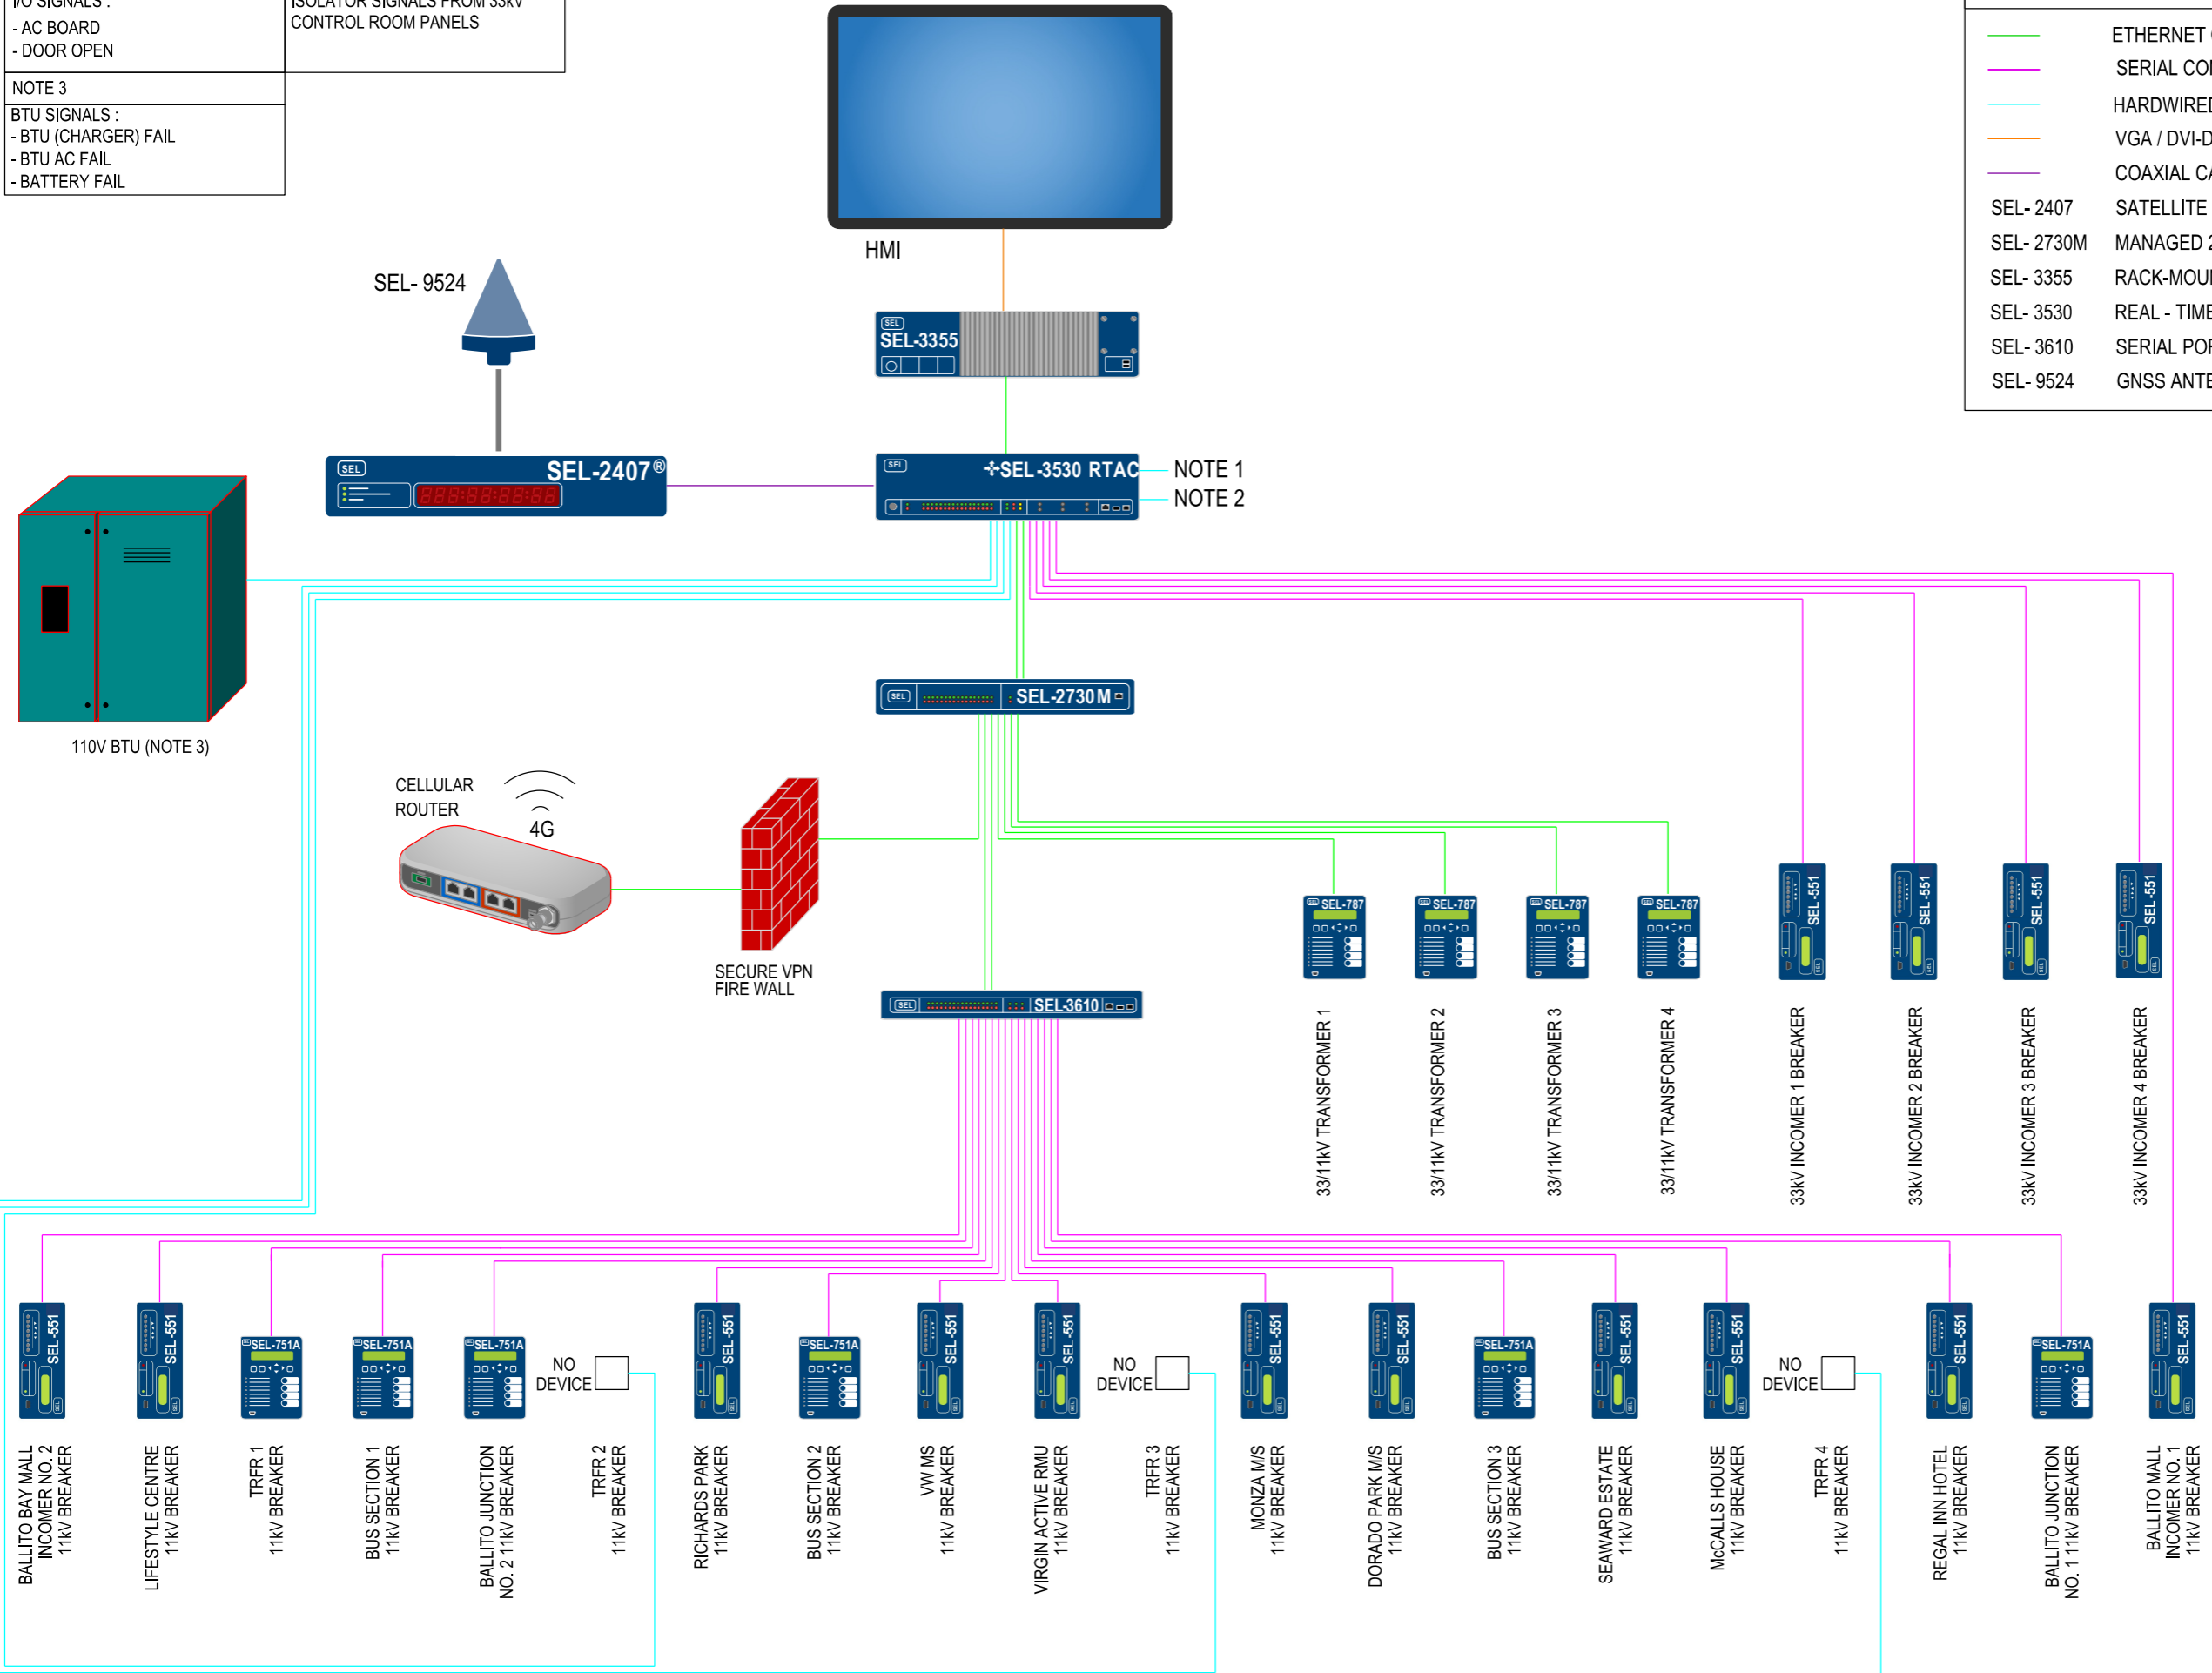 I/O SIGNALS :
- AC BOARD
- DOOR OPEN
ISOLATOR SIGNALS FROM 33kV
CONTROL ROOM PANELS
NOTE 3
BTU SIGNALS :
- BTU (CHARGER) FAIL
- BTU AC FAIL
- BATTERY FAIL
ETHERNET
SERIAL
HARDWIRED
VGA / DVI-D
COAXIAL
SEL- 2407 SATELLITE
SEL- 2730M MANAGED
SEL- 3355
SEL- 3530 REAL - TIME
SEL- 3610 SERIAL
SEL- 9524 GNSS
HMI
SEL- 9524
SEL
SEL-3355
SEL
SEL-2407®
SEL
SEL-3530 RTAC
NOTE 1
NOTE 2
110V BTU (NOTE 3)
SEL
SEL-2730M
CELLULAR
ROUTER
4G
SECURE VPN
FIRE WALL
SEL
SEL-3610
SEL-787
SEL-787
SEL-787
SEL-787
SEL-551
SEL-551
SEL-551
SEL-551
33/11kV TRANSFORMER 1
33/11kV TRANSFORMER 2
33/11kV TRANSFORMER 3
33/11kV TRANSFORMER 4
33kV INCOMER 1 BREAKER
33kV INCOMER 2 BREAKER
33kV INCOMER 3 BREAKER
33kV INCOMER 4 BREAKER
SEL-551
SEL-551
SEL-751A
SEL-751A
SEL-751A
NO
DEVICE
SEL-551
SEL-751A
SEL-551
SEL-551
NO
DEVICE
SEL-551
SEL-551
SEL-751A
SEL-551
SEL-551
NO
DEVICE
SEL-551
SEL-751A
SEL-551
BALLITO BAY MALL
INCOMER NO. 2
11kV BREAKER
LIFESTYLE CENTRE
11kV BREAKER
TRFR 1
11kV BREAKER
BUS SECTION 1
11kV BREAKER
BALLITO JUNCTION
NO. 2 11kV BREAKER
TRFR 2
11kV BREAKER
RICHARDS PARK
11kV BREAKER
BUS SECTION 2
11kV BREAKER
VW MS
11kV BREAKER
VIRGIN ACTIVE RMU
11kV BREAKER
TRFR 3
11kV BREAKER
MONZA M/S
11kV BREAKER
DORADO PARK M/S
11kV BREAKER
BUS SECTION 3
11kV BREAKER
SEAWARD ESTATE
11kV BREAKER
McCALLS HOUSE
11kV BREAKER
TRFR 4
11kV BREAKER
REGAL INN HOTEL
11kV BREAKER
BALLITO JUNCTION
NO. 1 11kV BREAKER
BALLITO MALL
INCOMER NO. 1
11kV BREAKER